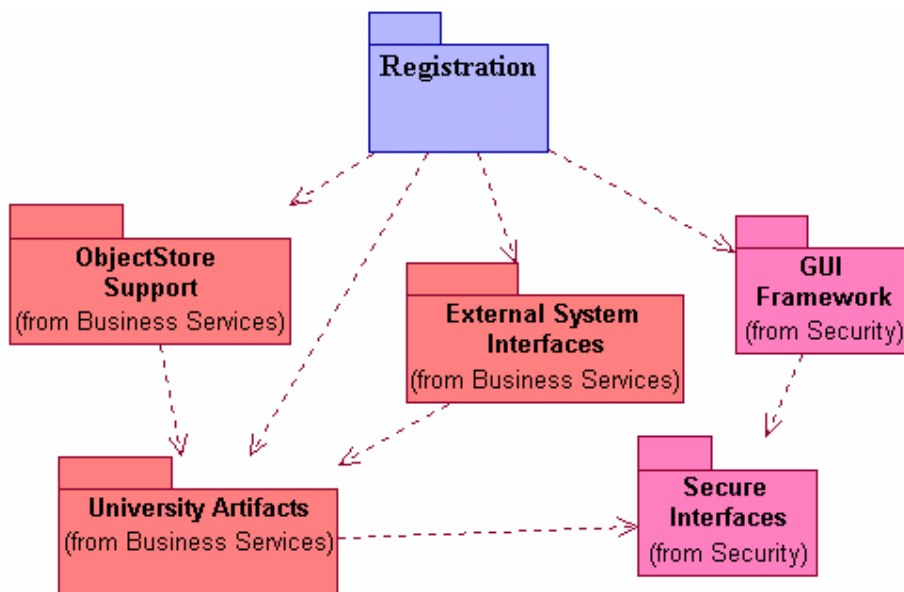 Registration
ObjectStore
Support
(from Business Services)
GUI
Framework
(from Security)
External System
Interfaces
(from Business Services)
University Artifacts
(from Business Services)
Secure
Interfaces
(from Security)